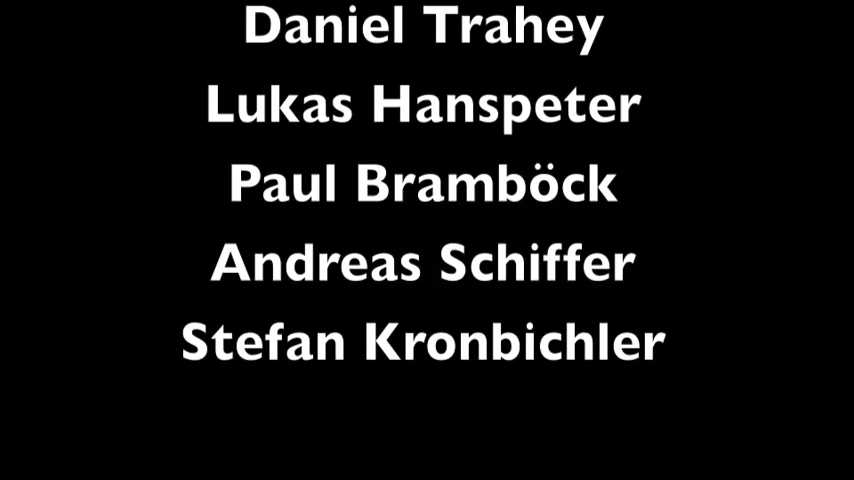 Daniel Trahey
Lukas Hanspeter
Paul Bramböck
Andreas Schiffer
Stefan Kronbichler